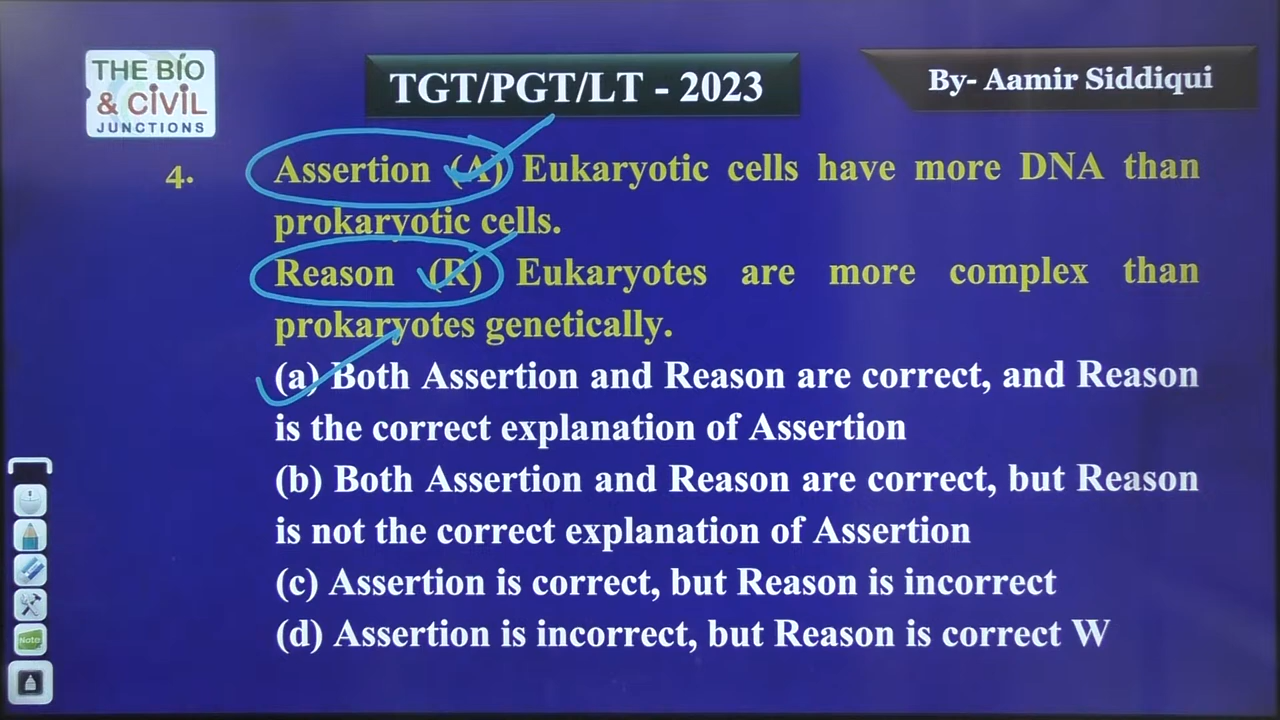 THE BIO
& CIVIL
JUNCTIONS
TGT/PGT/LT - 2023
By- Aamir Siddiqui
4. Assertion (A) Eukaryotic cells have more DNA than
prokaryotic cells.
Reason (R) Eukaryotes are more complex than
prokaryotes genetically.
(a) Both Assertion and Reason are correct, and Reason
is the correct explanation of Assertion
(b) Both Assertion and Reason are correct, but Reason
is not the correct explanation of Assertion
(c) Assertion is correct, but Reason is incorrect
(d) Assertion is incorrect, but Reason is correct W
Note